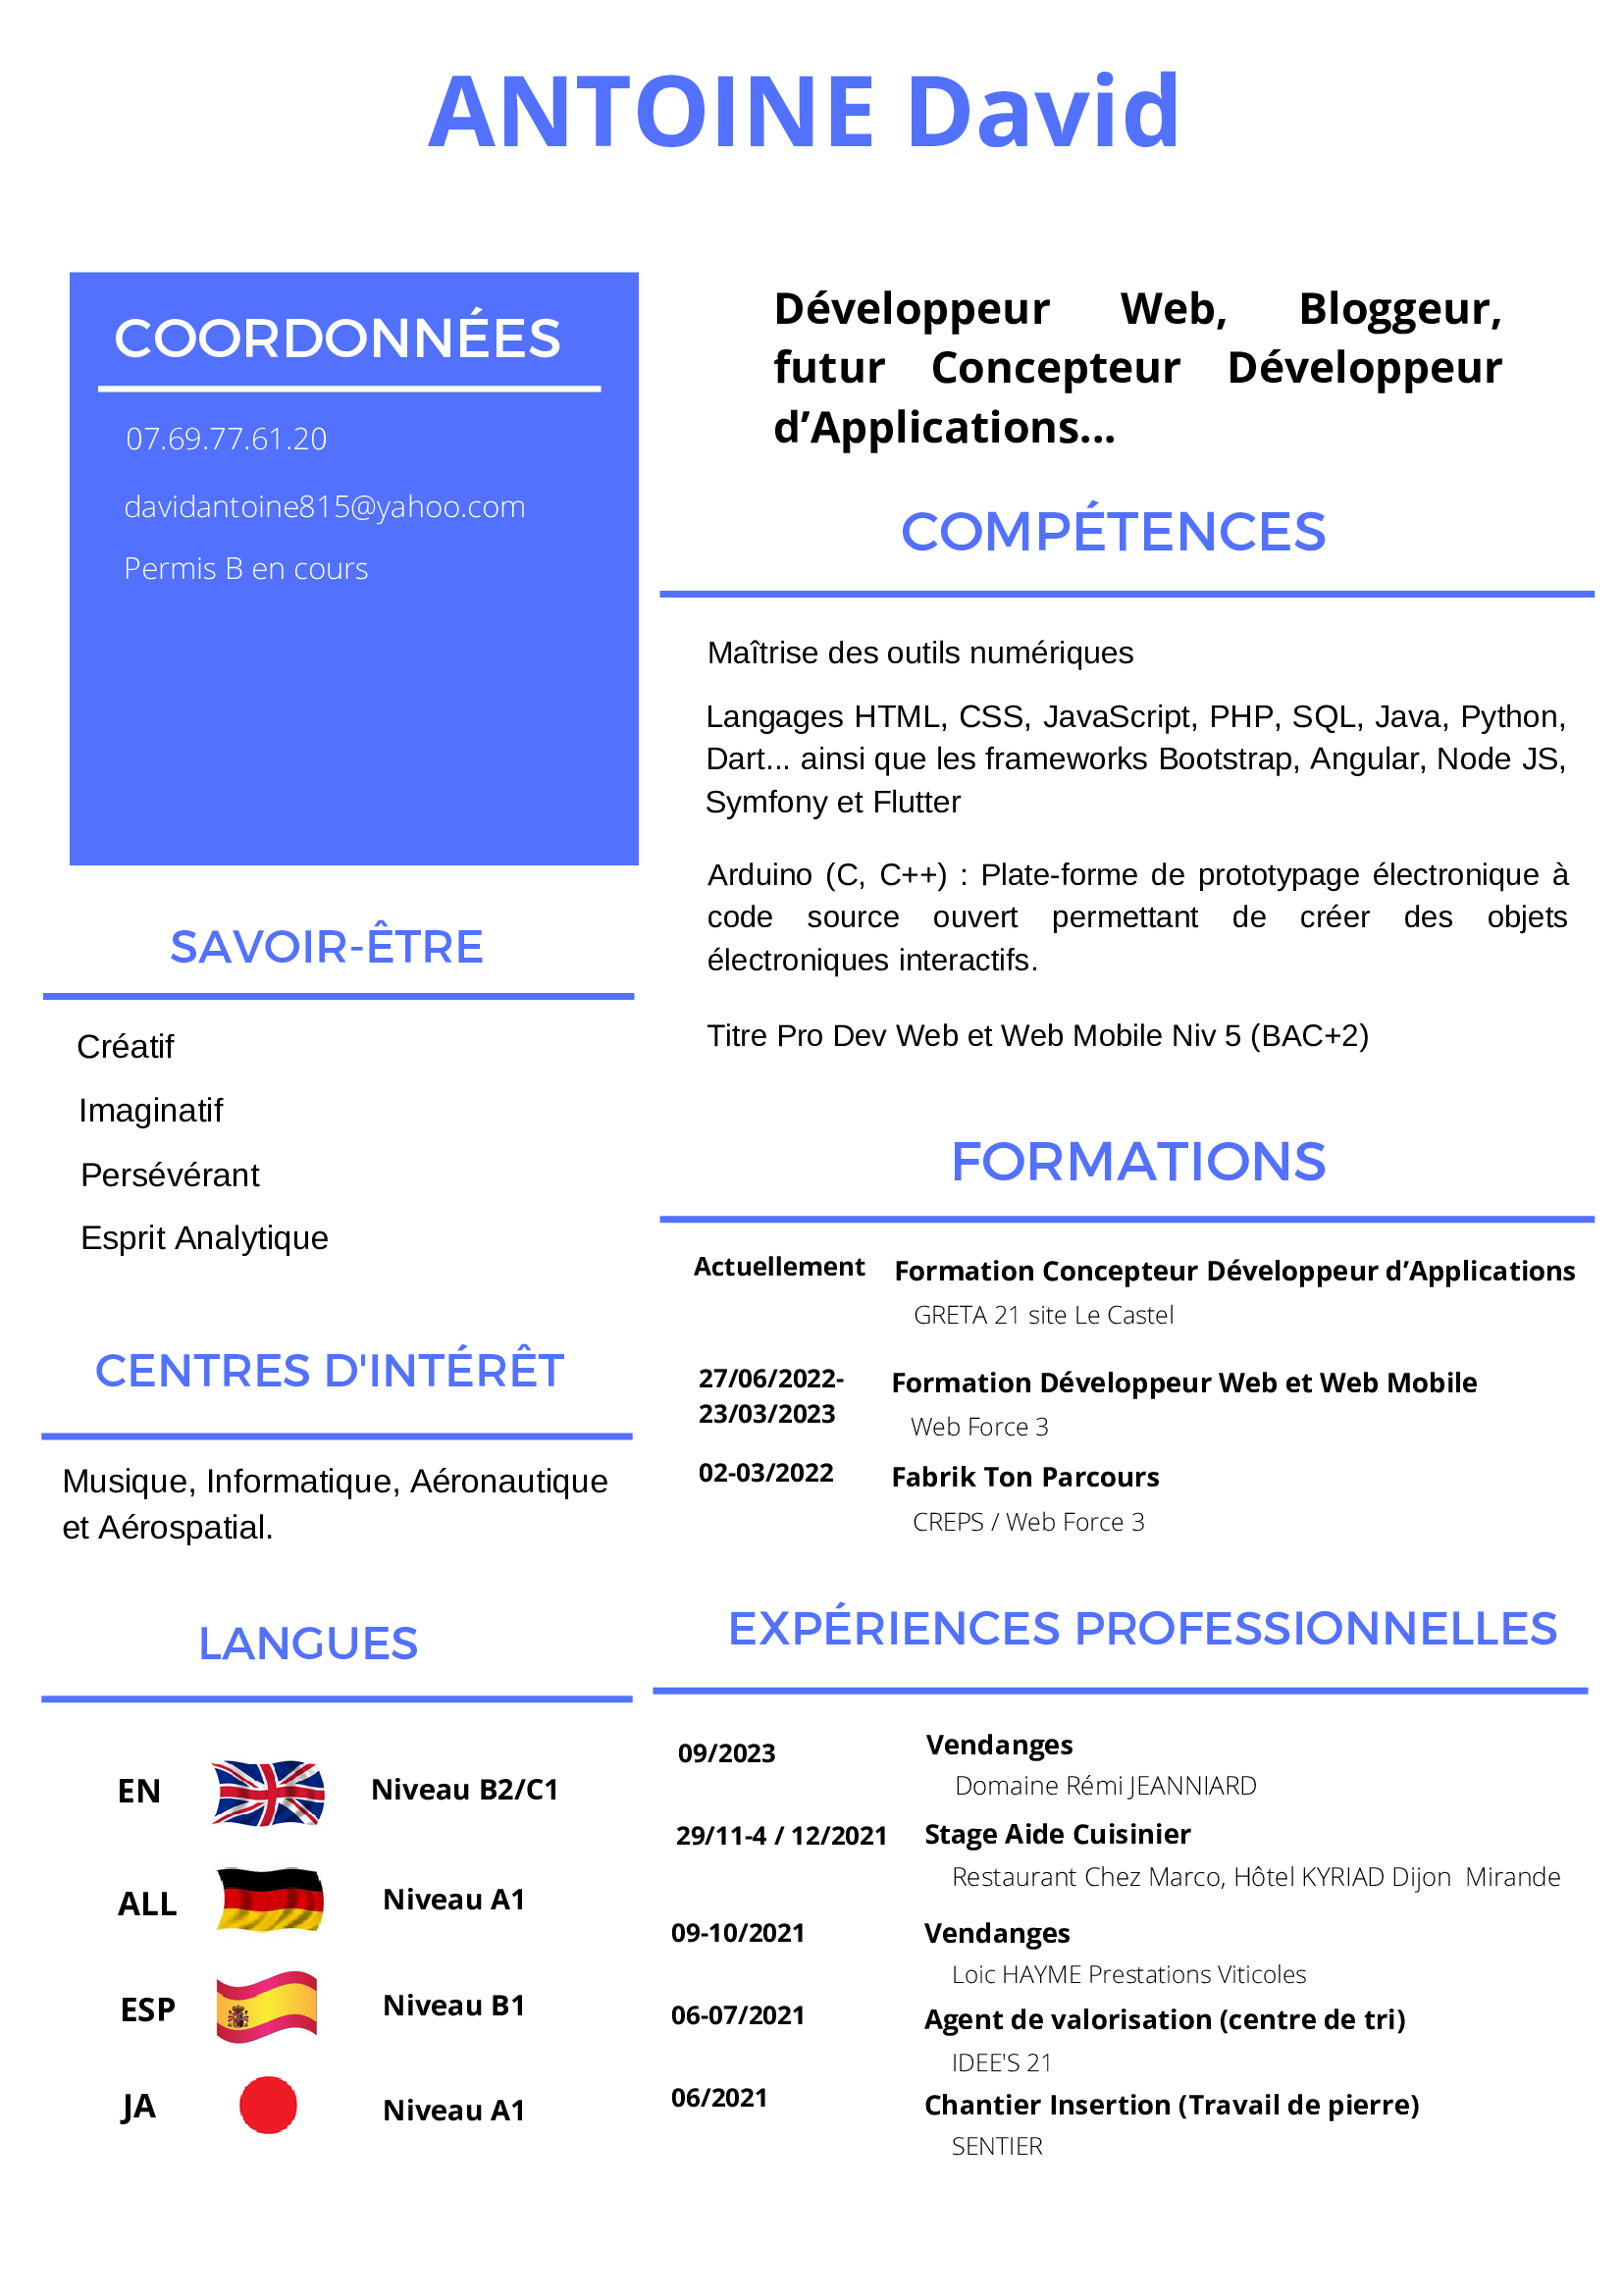 ANTOINE David
COORDONNÉES
07.69.77.61.20
davidantoine815@yahoo.com
Permis B en cours
SAVOIR-ÊTRE
Créatif
Imaginatif
Persévérant
Esprit Analytique
CENTRES D'INTÉRÊT
Musique, Informatique, Aéronautique
et Aérospatial.
LANGUES
EN Niveau B2/C1
ALL Niveau A1
ESP Niveau B1
JA Niveau A1
Développeur Web, Bloggeur,
futur Concepteur Développeur
d’Applications...
COMPÉTENCES
Maîtrise des outils numériques
Langages HTML, CSS, JavaScript, PHP, SQL, Java, Python,
Dart... ainsi que les frameworks Bootstrap, Angular, Node JS,
Symfony et Flutter
Arduino (C, C++) : Plate-forme de prototypage électronique à
code source ouvert permettant de créer des objets
électroniques interactifs.
Titre Pro Dev Web et Web Mobile Niv 5 (BAC+2)
FORMATIONS
Actuellement Formation Concepteur Développeur d’Applications
GRETA 21 site Le Castel
27/06/2022- Formation Développeur Web et Web Mobile
23/03/2023 Web Force 3
02-03/2022 Fabrik Ton Parcours
CREPS / Web Force 3
EXPÉRIENCES PROFESSIONNELLES
09/2023 Vendanges
Domaine Rémi JEANNIARD
29/11-4 / 12/2021 Stage Aide Cuisinier
Restaurant Chez Marco, Hôtel KYRIAD Dijon Mirande
09-10/2021 Vendanges
Loic HAYME Prestations Viticoles
06-07/2021 Agent de valorisation (centre de tri)
IDEE'S 21
06/2021 Chantier Insertion (Travail de pierre)
SENTIER